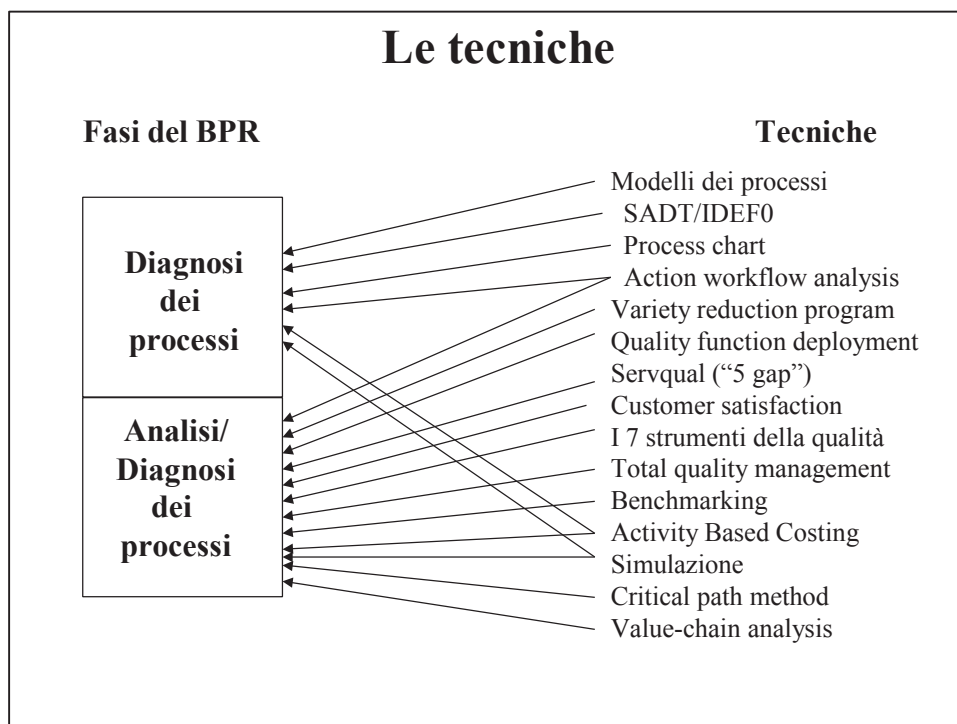 Le tecniche
Fasi del BPR
Tecniche
Diagnosi
dei
processi
Analisi/
Diagnosi
dei
processi
Modelli dei processi
SADT/IDEF0
Process chart
Action workflow analysis
Variety reduction program
Quality function deployment
Servqual (“5 gap”)
Customer satisfaction
I 7 strumenti della qualità
Total quality management
Benchmarking
Activity Based Costing
Simulazione
Critical path method
Value-chain analysis